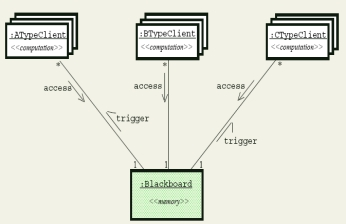 :ATypeClient :BTypeClient :CTypeClient
<<computation>> <<computation>> <<computation>>
* * *
access access access
trigger
trigger
1 1 1
:Blackboard
<<memory>>